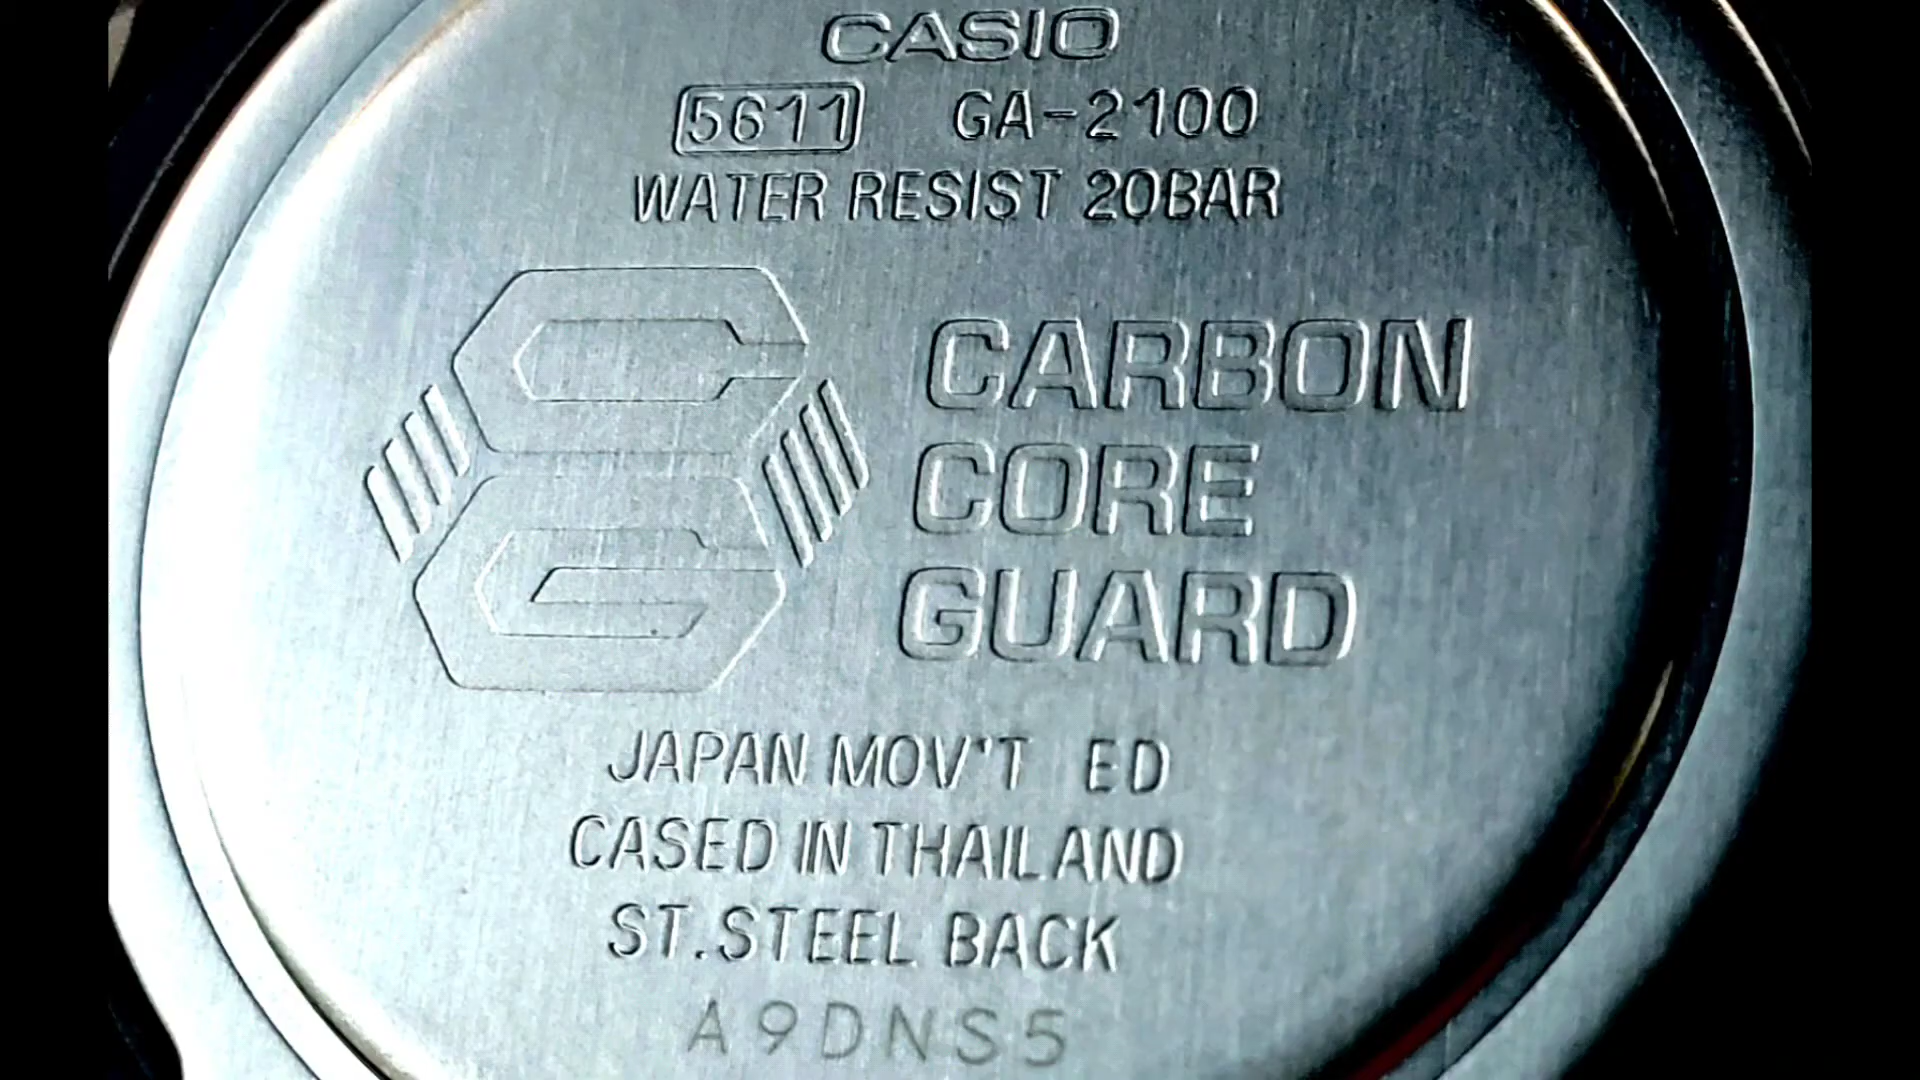 CASIO
5611 GA-2100
WATER RESIST 20BAR
CARBON
CORE
GUARD
JAPAN MOV'T ED
CASED IN THAILAND
ST.STEEL BACK
A9DNS5